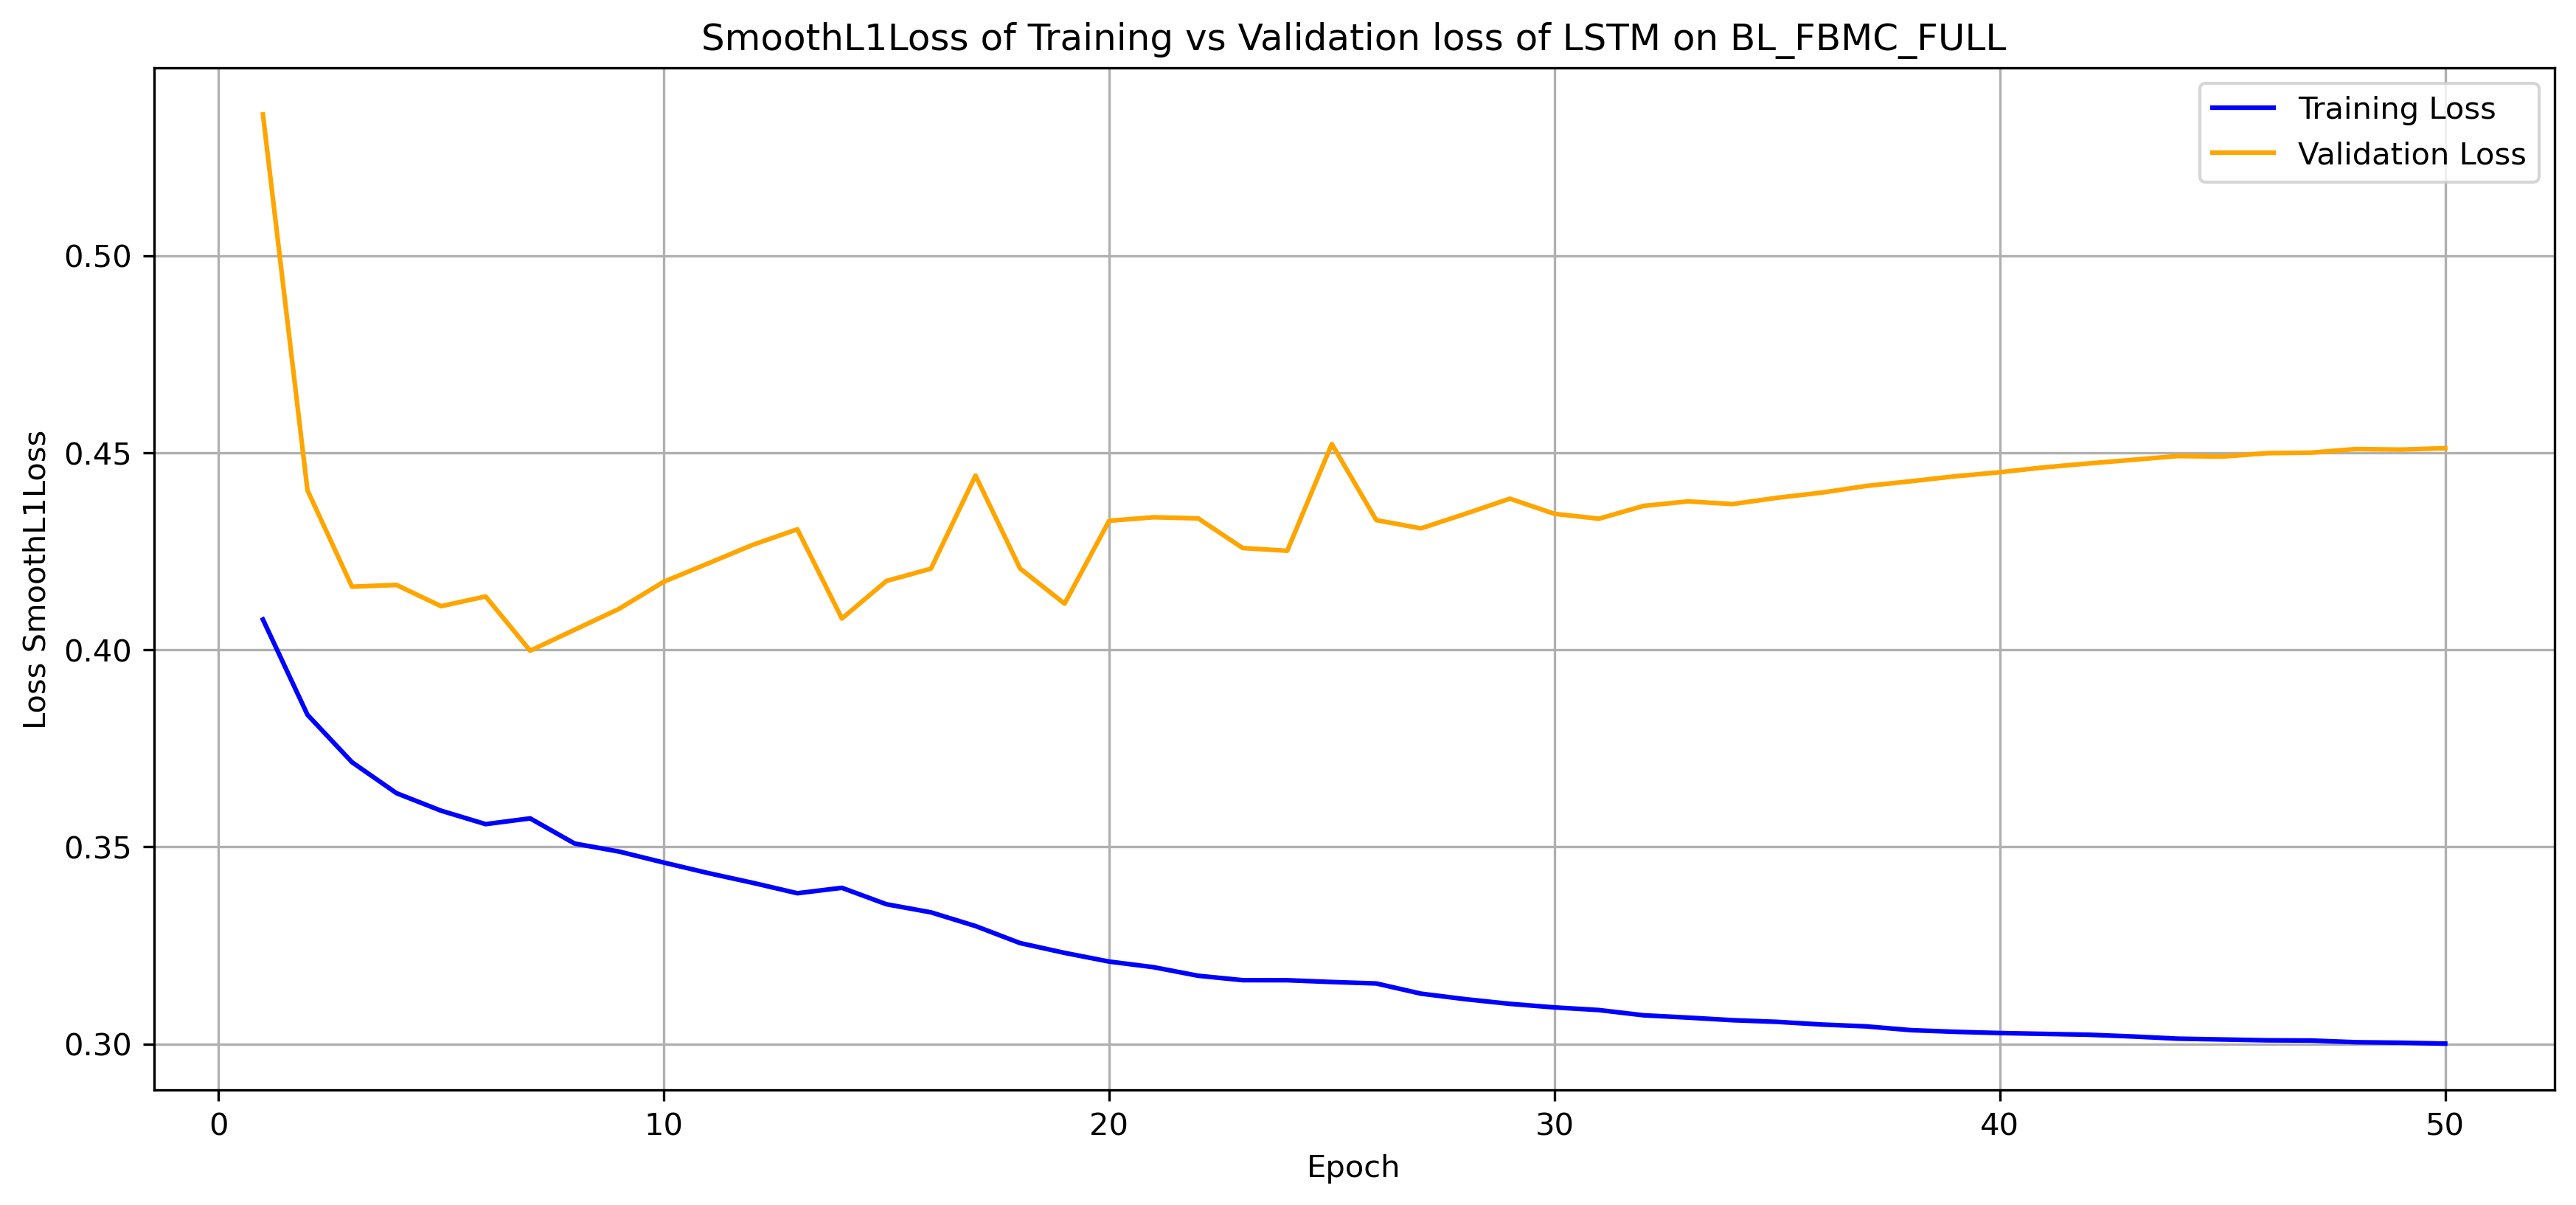 SmoothL1Loss of Training vs Validation loss of LSTM on BL_FBMC_FULL
Training Loss
Validation Loss
Loss SmoothL1Loss
0.50
0.45
0.40
0.35
0.30
0
10
20
30
40
50
Epoch